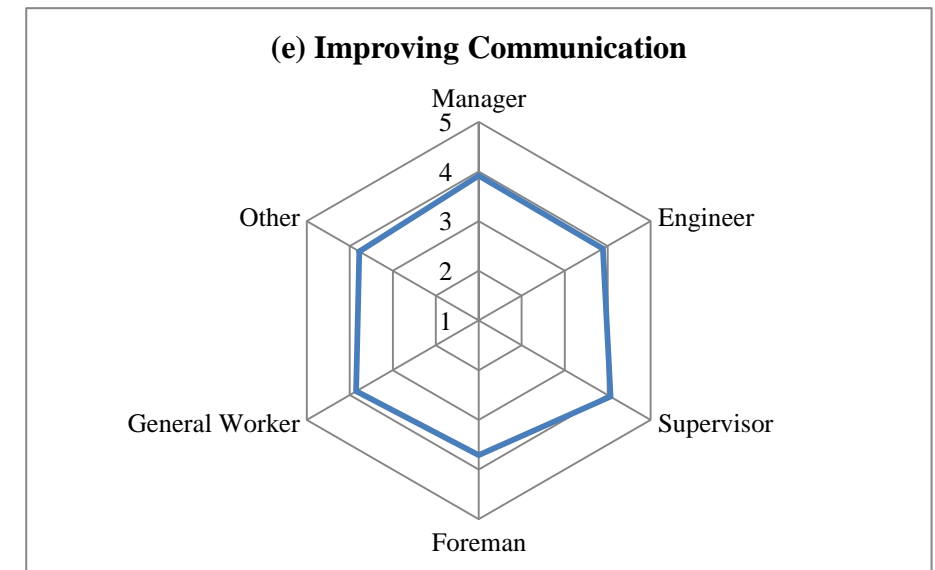 (e) Improving Communication
Manager
5
4
Other
Engineer
3
2
1
General Worker
Supervisor
Foreman